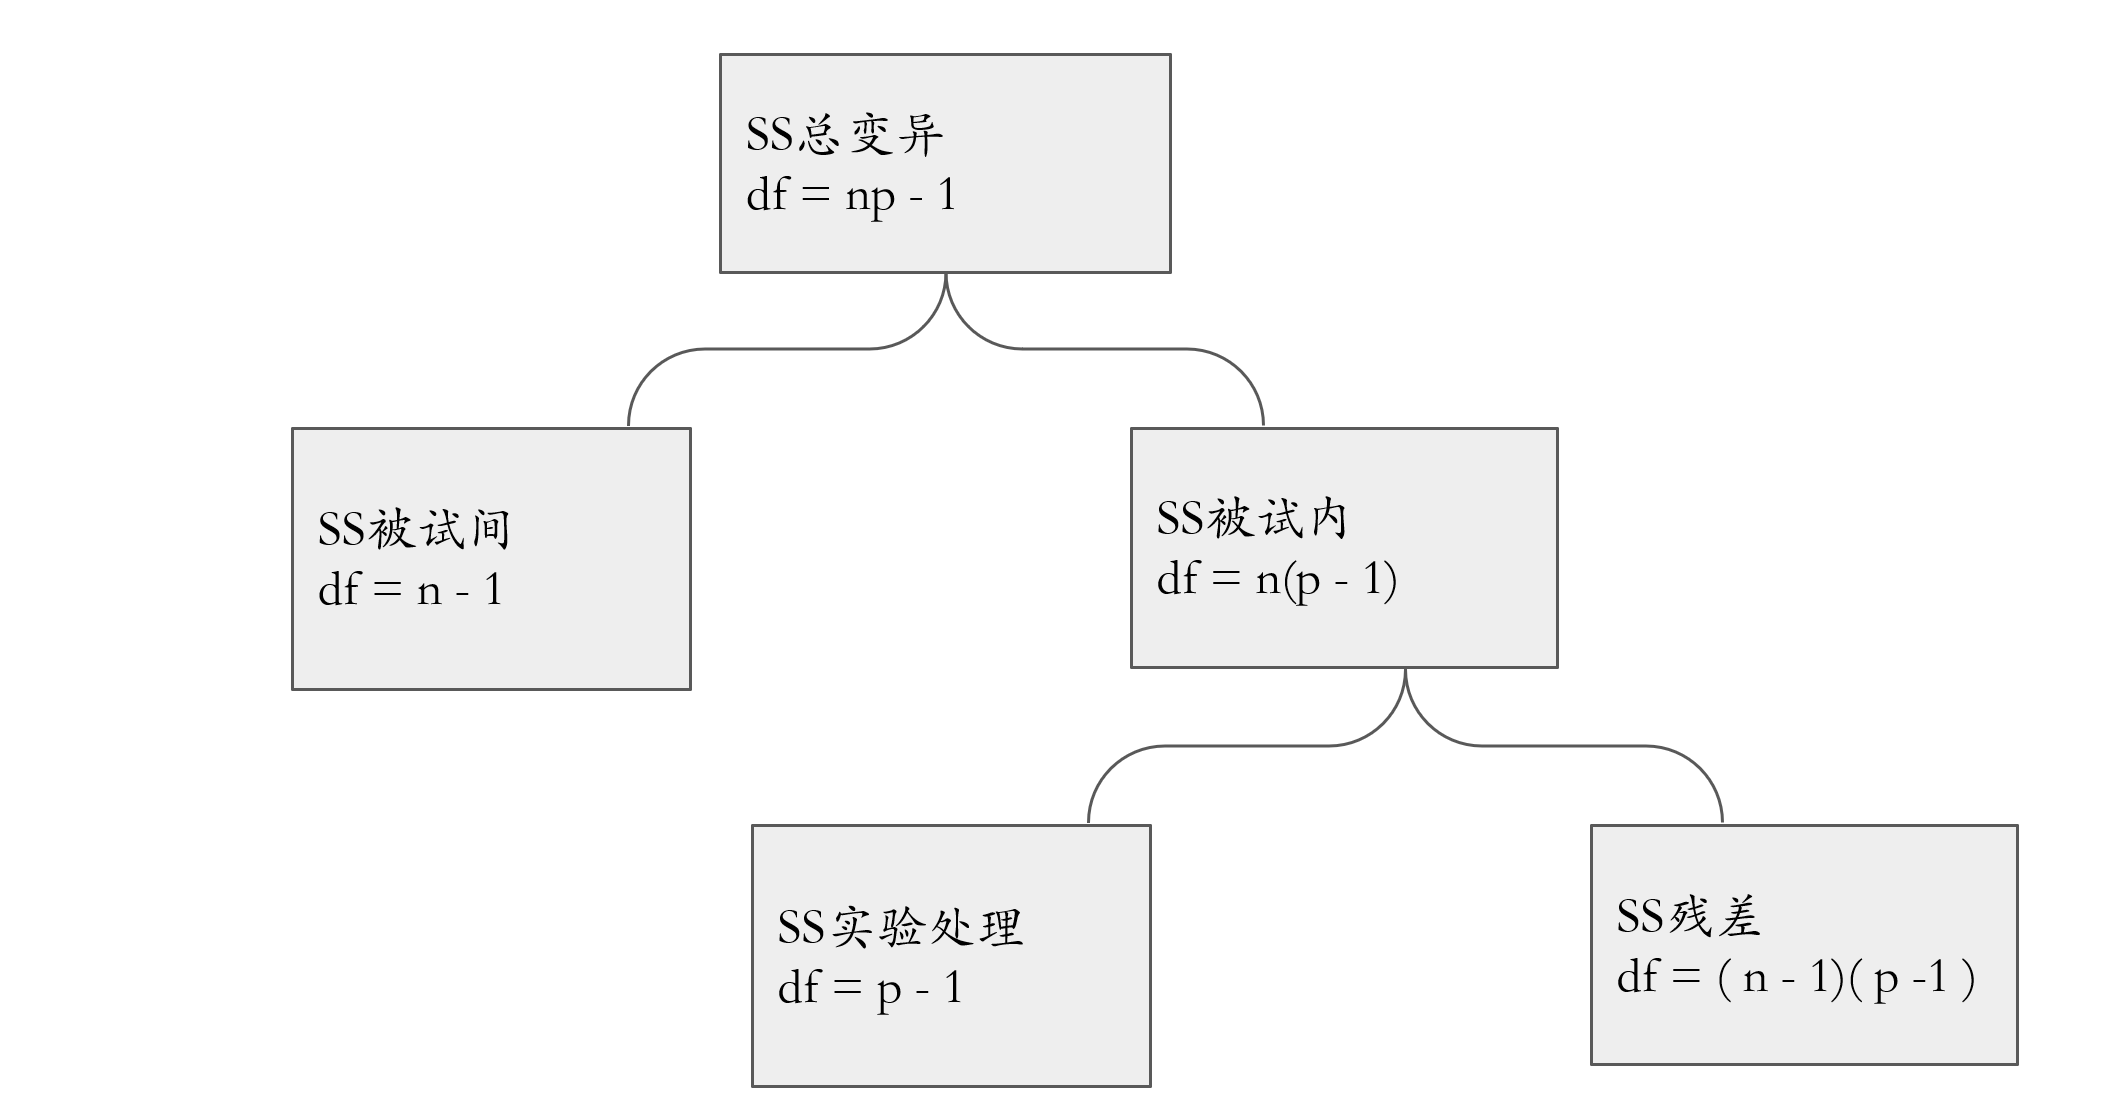 SS总变异
df = np - 1
SS被试间
df = n - 1
SS被试内
df = n(p - 1)
SS实验处理
df = p - 1
SS残差
df = ( n - 1)( p -1 )